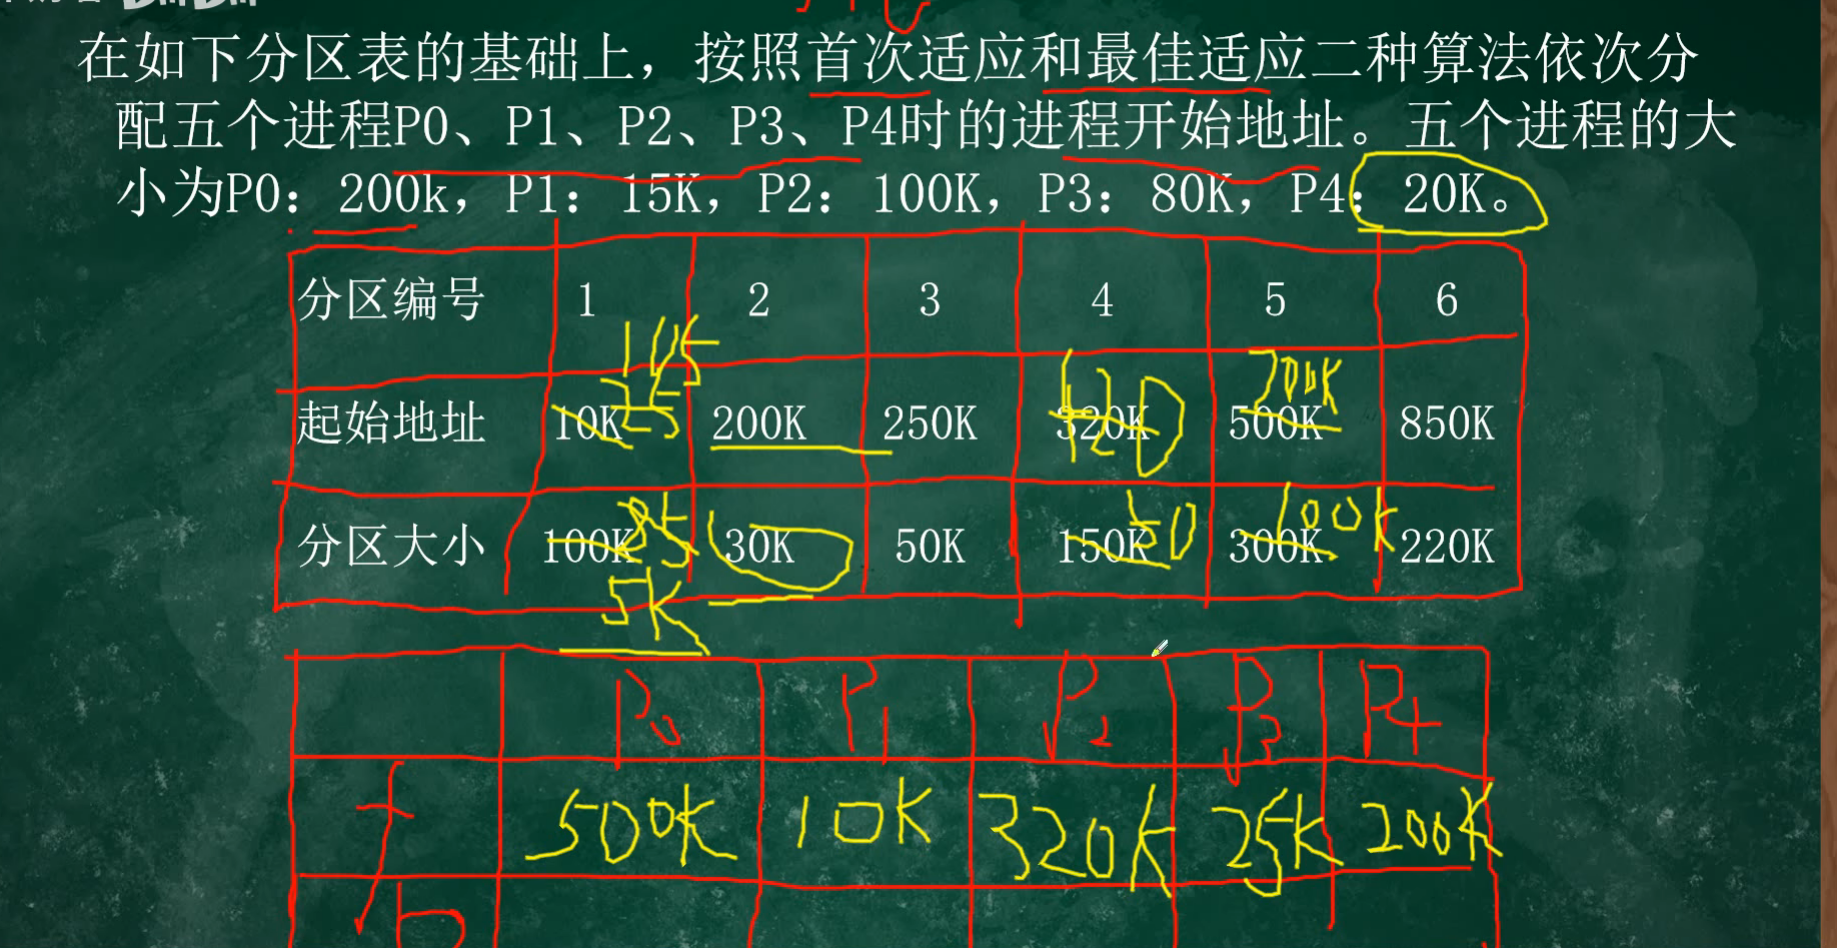 在如下分区表的基础上，按照首次适应和最佳适应二种算法依次分
配五个进程P0、P1、P2、P3、P4时的进程开始地址。五个进程的大
小为P0：200k，P1：15K，P2：100K，P3：80K，P4：20K。
分区编号 1 2 3 4 5 6
115
25 420 700K
起始地址 10K 200K 250K 320K 500K 850K
85 50 100K
分区大小 100K 30K 50K 150K 300K 220K
5K
P0 P1 P2 P3 P4
f 500K 10K 320K 25K 200K
b